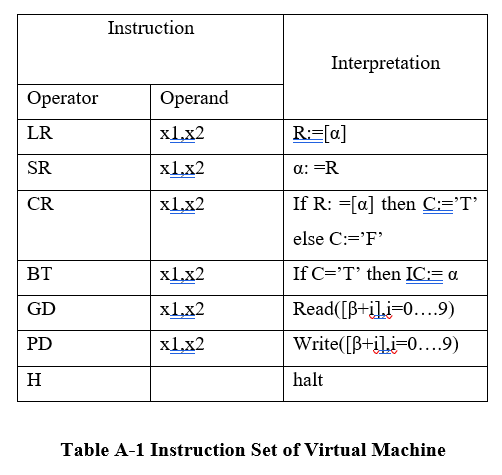 Instruction
Interpretation
Operator Operand
LR x1,x2 R:=[α]
SR x1,x2 α: =R
CR x1,x2 If R: =[α] then C:='T'
else C:='F'
BT x1,x2 If C='T' then IC:= α
GD x1,x2 Read([β+i],i=0....9)
PD x1,x2 Write([β+i],i=0....9)
H halt
Table A-1 Instruction Set of Virtual Machine